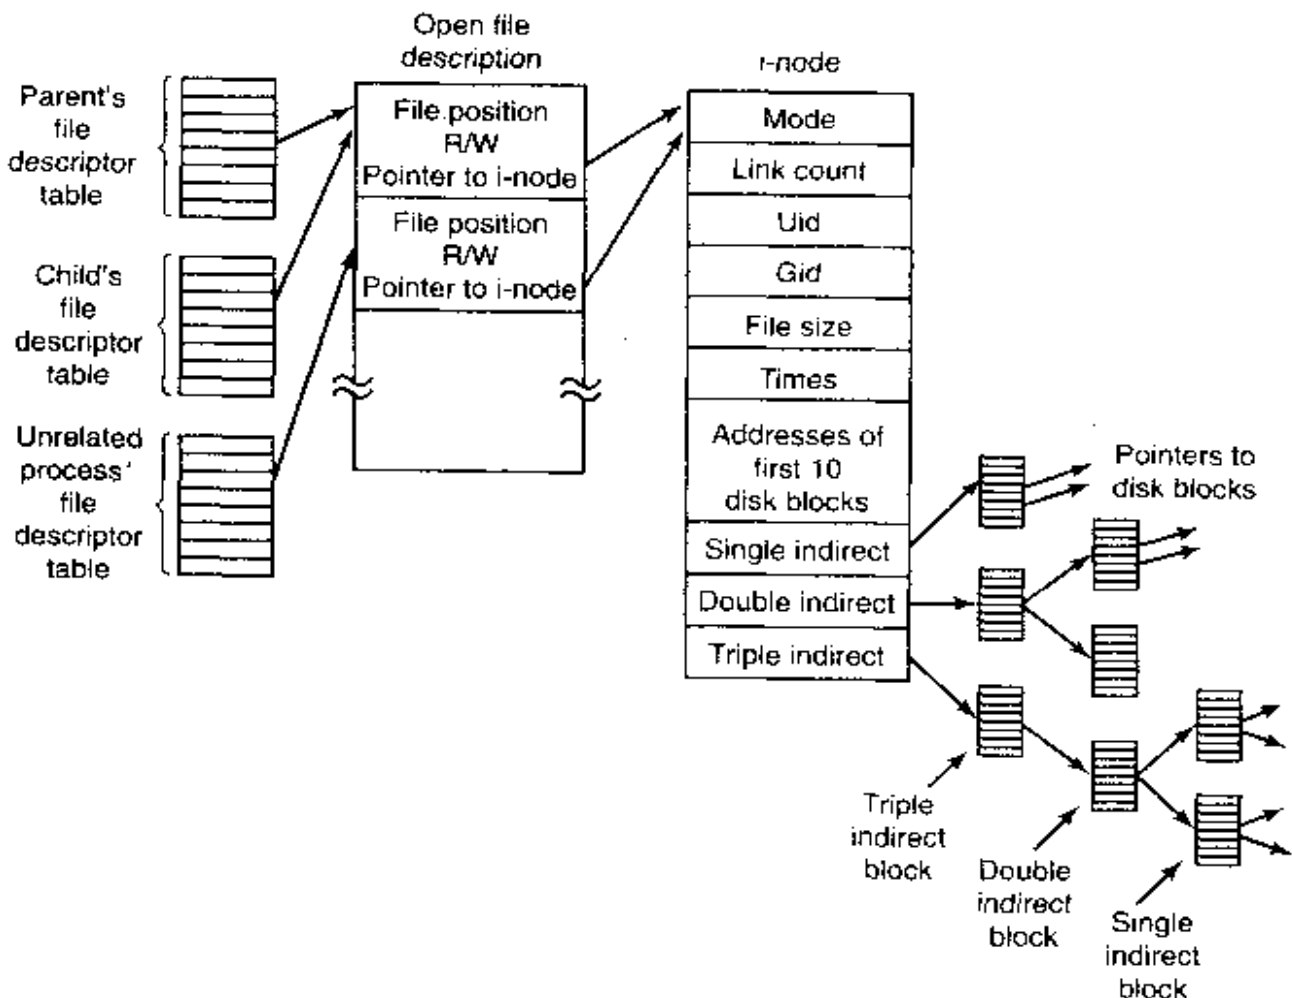 Open file
description
i-node
Parent's
file
descriptor
table
File position
R/W
Pointer to i-node
File position
R/W
Pointer to i-node
Child's
file
descriptor
table
Unrelated
process'
file
descriptor
table
Mode
Link count
Uid
Gid
File size
Times
Addresses of
first 10
disk blocks
Single indirect
Double indirect
Triple indirect
Pointers to
disk blocks
Triple
indirect
block
Double
indirect
block
Single
indirect
block